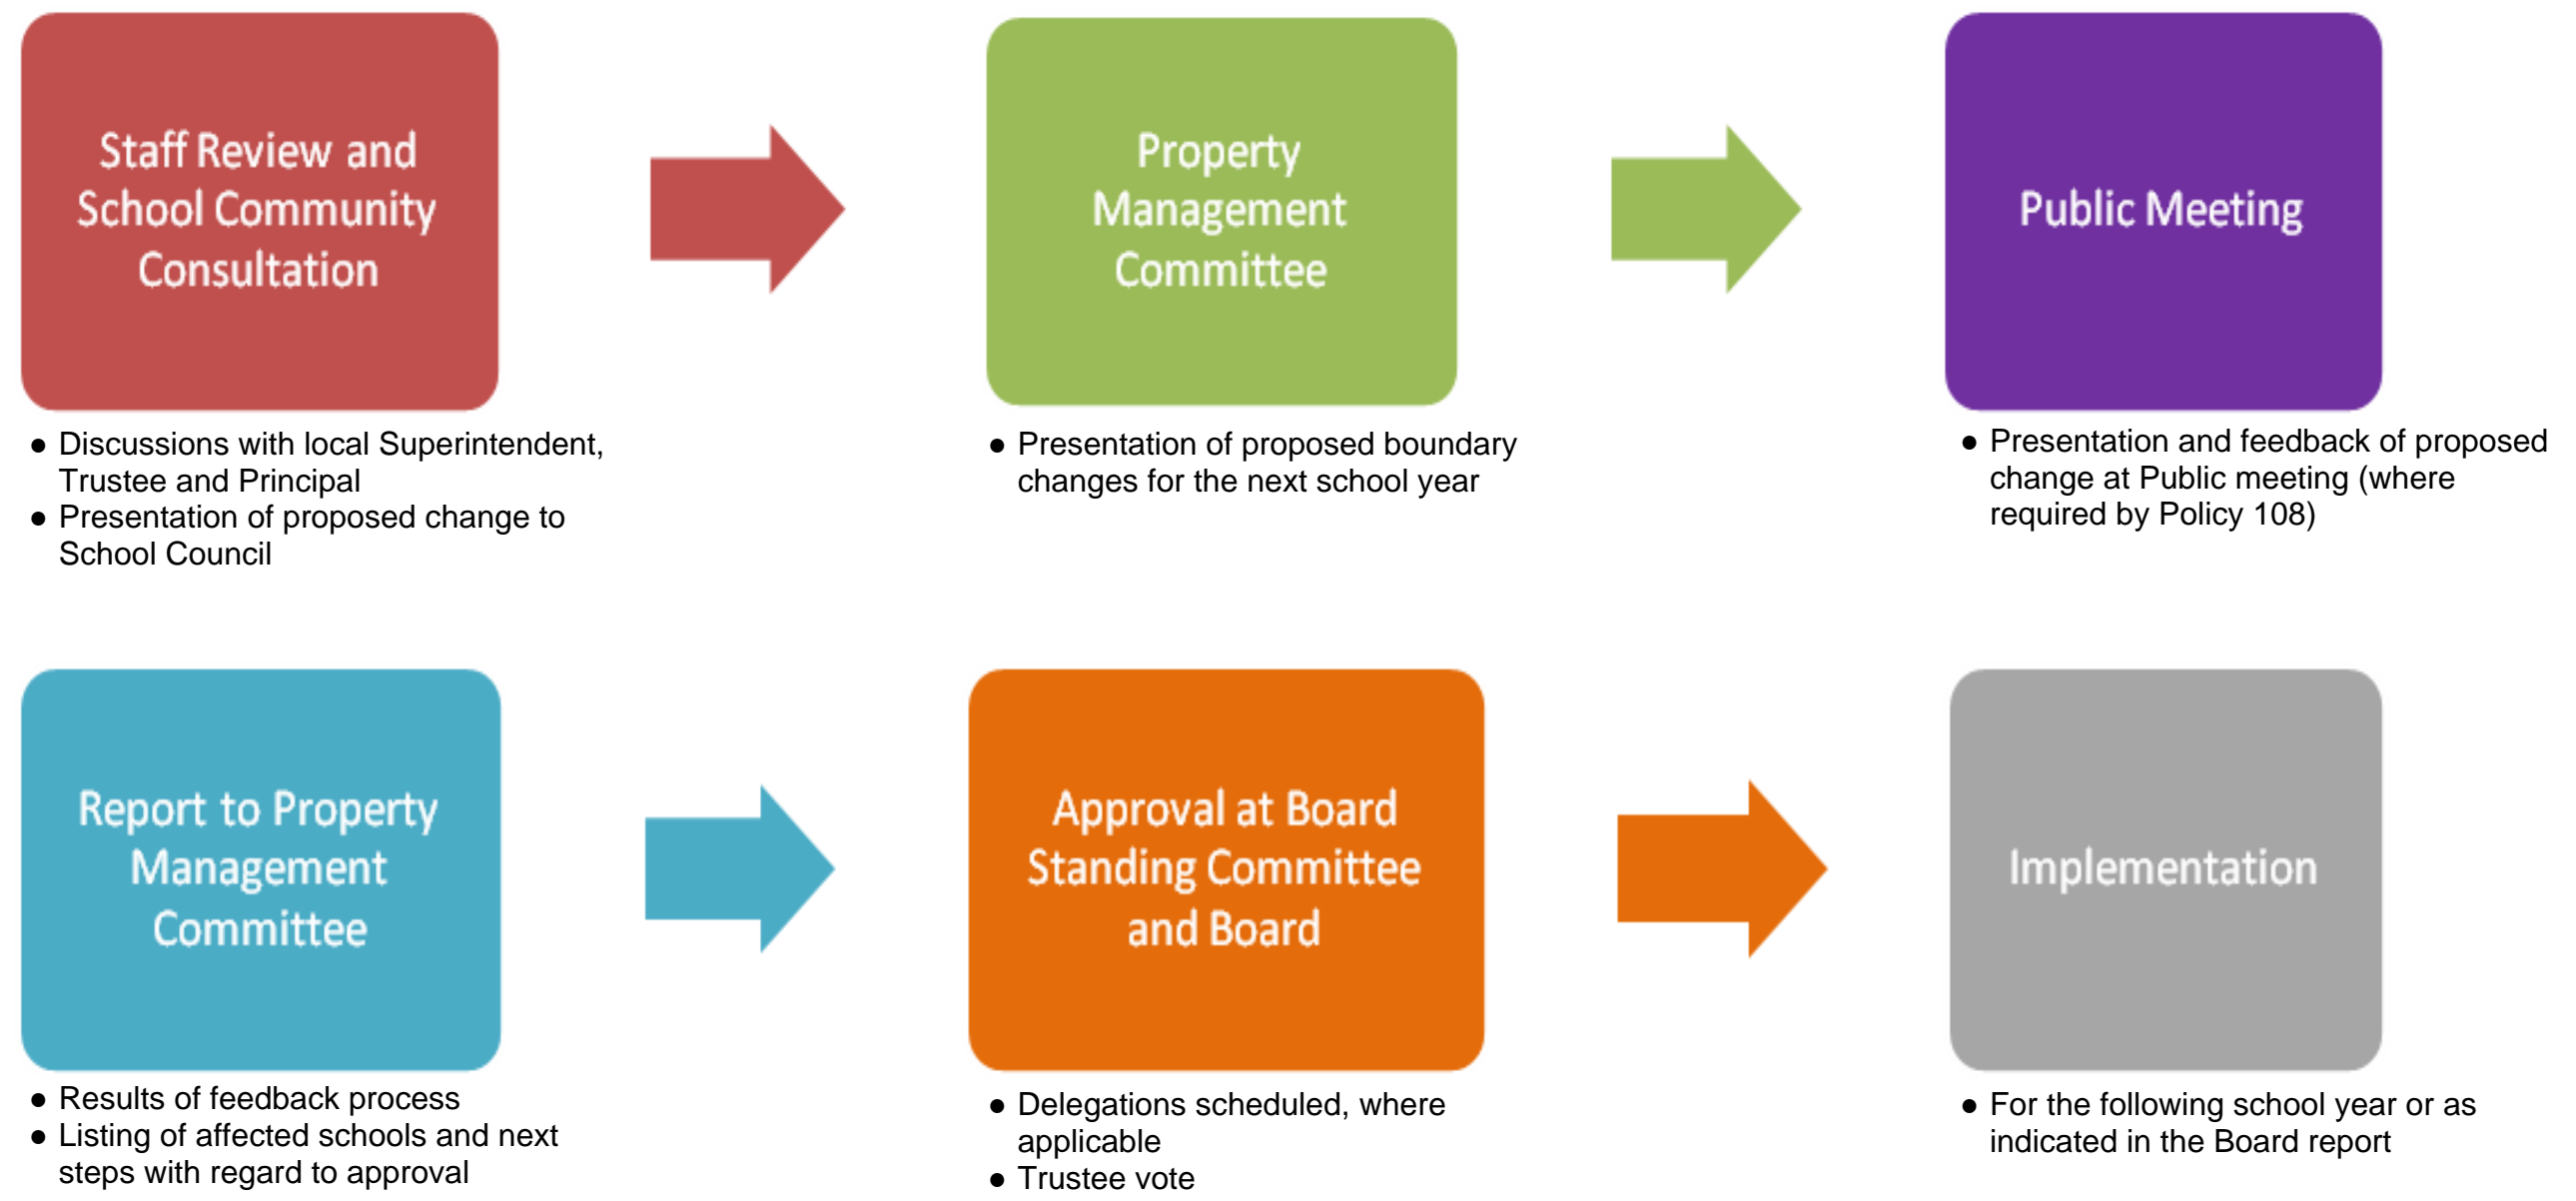 Staff Review and
School Community
Consultation
Property
Management
Committee
Public Meeting
● Discussions with local Superintendent,
Trustee and Principal
● Presentation of proposed change to
School Council
● Presentation of proposed boundary
changes for the next school year
● Presentation and feedback of proposed
change at Public meeting (where
required by Policy 108)
Report to Property
Management
Committee
Approval at Board
Standing Committee
and Board
Implementation
● Results of feedback process
● Listing of affected schools and next
steps with regard to approval
● Delegations scheduled, where
applicable
● Trustee vote
● For the following school year or as
indicated in the Board report